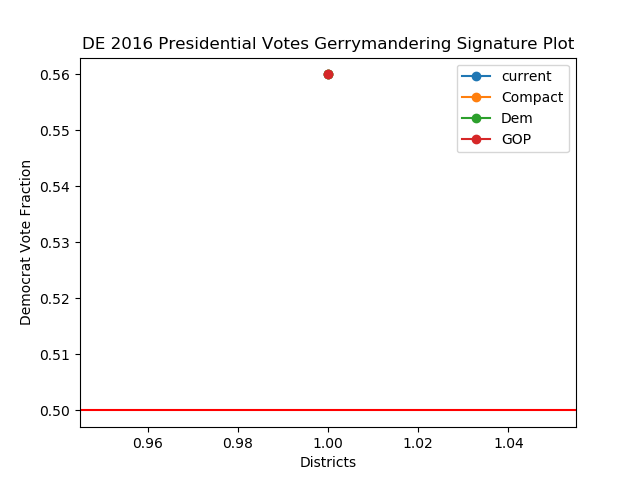 DE 2016 Presidential Votes Gerrymandering Signature Plot
current
Compact
Dem
GOP
0.56
0.55
0.54
0.53
0.52
0.51
0.50
Democrat Vote Fraction
0.96
0.98
1.00
1.02
1.04
Districts